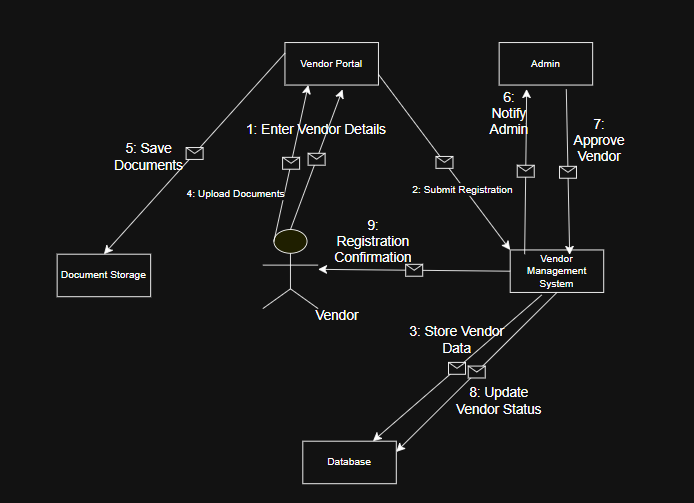 Vendor Portal
Admin
6:
Notify
Admin
1: Enter Vendor Details
7:
Approve
Vendor
5: Save
Documents
4: Upload Documents
2: Submit Registration
9:
Registration
Confirmation
Document Storage
Vendor
Management
System
Vendor
3: Store Vendor
Data
8: Update
Vendor Status
Database